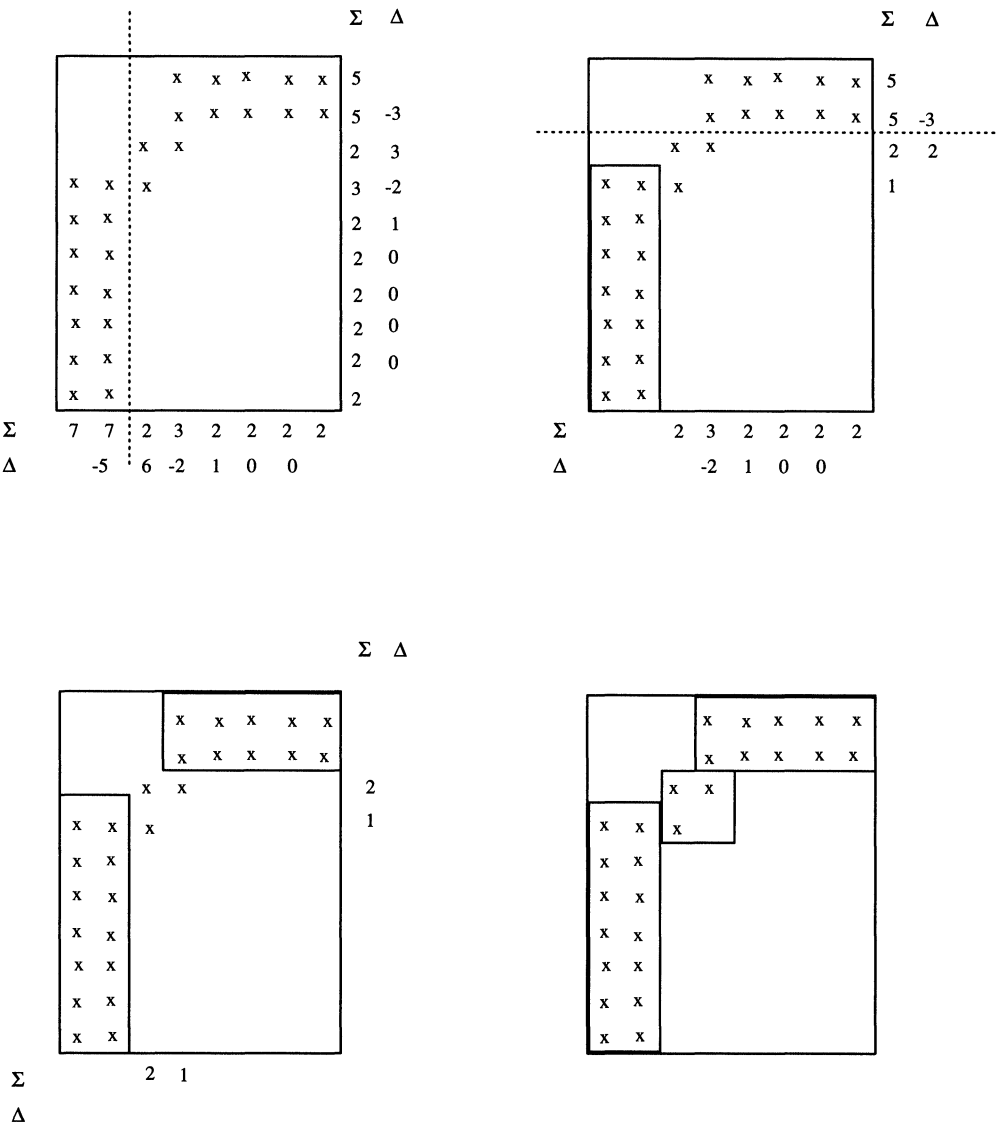 Σ Δ
x x x x x 5
x x x x x 5 -3
x x 2 3
x x x 3 -2
x x 2 1
x x 2 0
x x 2 0
x x 2 0
x x 2 0
x x 2
Σ 7 7 2 3 2 2 2 2
Δ -5 6 -2 1 0 0
Σ Δ
x x x x x 5
x x x x x 5 -3
x x 2 2
x x x 1
x x
x x
x x
x x
x x
x x
Σ 2 3 2 2 2 2
Δ -2 1 0 0
Σ Δ
x x x x x
x x x x x
x x 2
x x x 1
x x
x x
x x
x x
x x
x x
Σ 2 1
Δ
x x x x x
x x x x x
x x
x x x
x x
x x
x x
x x
x x
x x